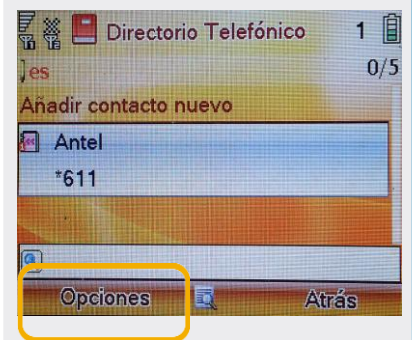 Directorio Telefónico 1
es 0/5
Añadir contacto nuevo
Antel
*611
Opciones Atrás